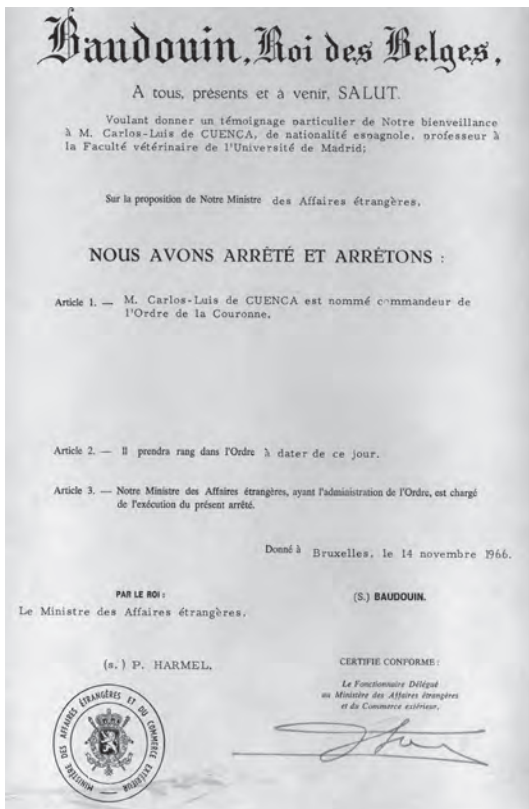 Baudouin, Roi des Belges,
A tous, présents et à venir, SALUT.
Voulant donner un témoignage particulier de Notre bienveillance
à M. Carlos-Luis de CUENCA, de nationalité espagnole, professeur à
la Faculté vétérinaire de l'Université de Madrid;
Sur la proposition de Notre Ministre des Affaires étrangères,
NOUS AVONS ARRÊTÉ ET ARRÊTONS :
Article 1. — M. Carlos-Luis de CUENCA est nommé commandeur de
l'Ordre de la Couronne.
Article 2. — Il prendra rang dans l'Ordre à dater de ce jour.
Article 3. — Notre Ministre des Affaires étrangères, ayant l'administration de l'Ordre, est chargé
de l'exécution du présent arrêté.
Donné à Bruxelles, le 14 novembre 1966.
PAR LE ROI :
Le Ministre des Affaires étrangères.
(s.) P. HARMEL.
(S.) BAUDOUIN.
CERTIFIÉ CONFORME :
Le Fonctionnaire Délégué
au Ministère des Affaires étrangères
et du Commerce extérieur,
MINISTÈRE DES AFFAIRES ÉTRANGÈRES ET DU COMMERCE EXTÉRIEUR